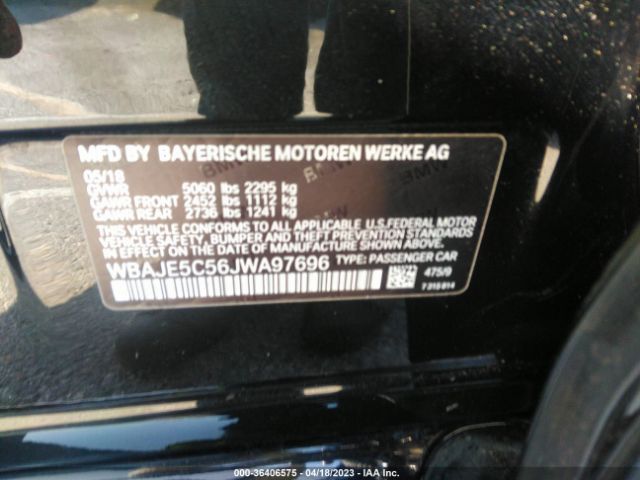 MFD BY BAYERISCHE MOTOREN WERKE AG
05/18
GVWR 5060 lbs 2295 kg
GAWR FRONT 2452 lbs 1112 kg
GAWR REAR 2736 lbs 1241 kg
THIS VEHICLE CONFORMS TO ALL APPLICABLE U.S.FEDERAL MOTOR
VEHICLE SAFETY, BUMPER AND THEFT PREVENTION STANDARDS IN
EFFECT ON THE DATE OF MANUFACTURE SHOWN ABOVE.
WBAJE5C56JWA97696 TYPE: PASSENGER CAR
475/9
7 310 814
000-36406575 - 04/18/2023 - IAA Inc.